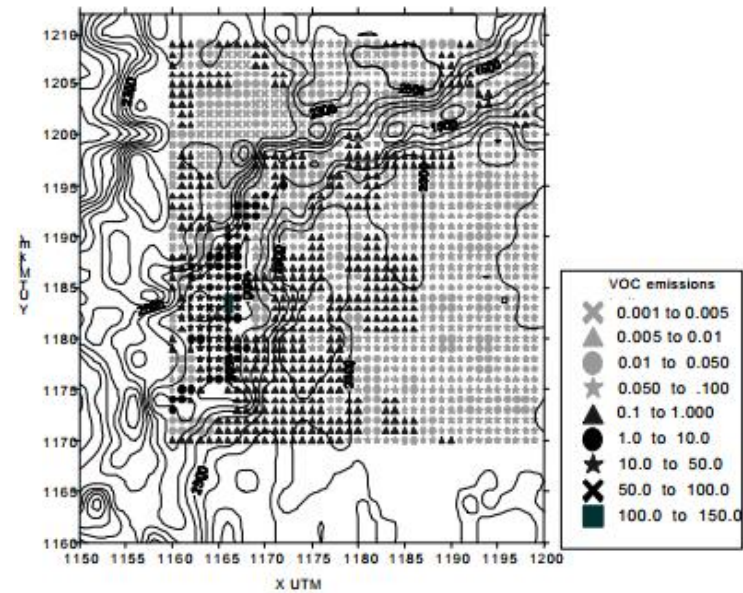 1210
1205
1200
1195
1190
1185
1180
1175
1170
1165
1160
1150 1155 1160 1165 1170 1175 1180 1185 1190 1195 1200
X UTM
2300
VOC emissions
0.001 to 0.005
0.005 to 0.01
0.01 to 0.050
0.050 to .100
0.1 to 1.000
1.0 to 10.0
10.0 to 50.0
50.0 to 100.0
100.0 to 150.0